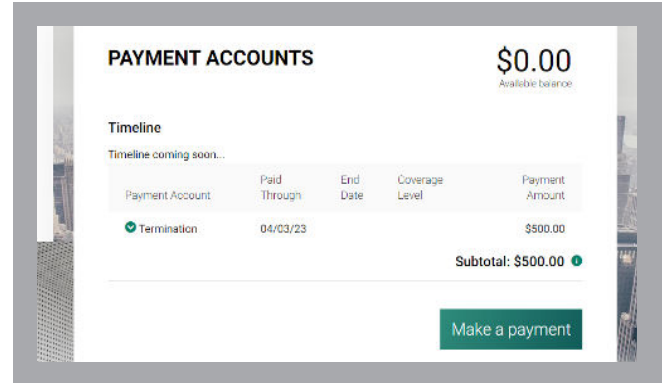 PAYMENT ACCOUNTS
$0.00
Available balance
Timeline
Timeline coming soon...
Payment Account
Paid Through
End Date
Coverage Level
Payment Amount
Termination 04/03/23 $500.00
Subtotal: $500.00
Make a payment